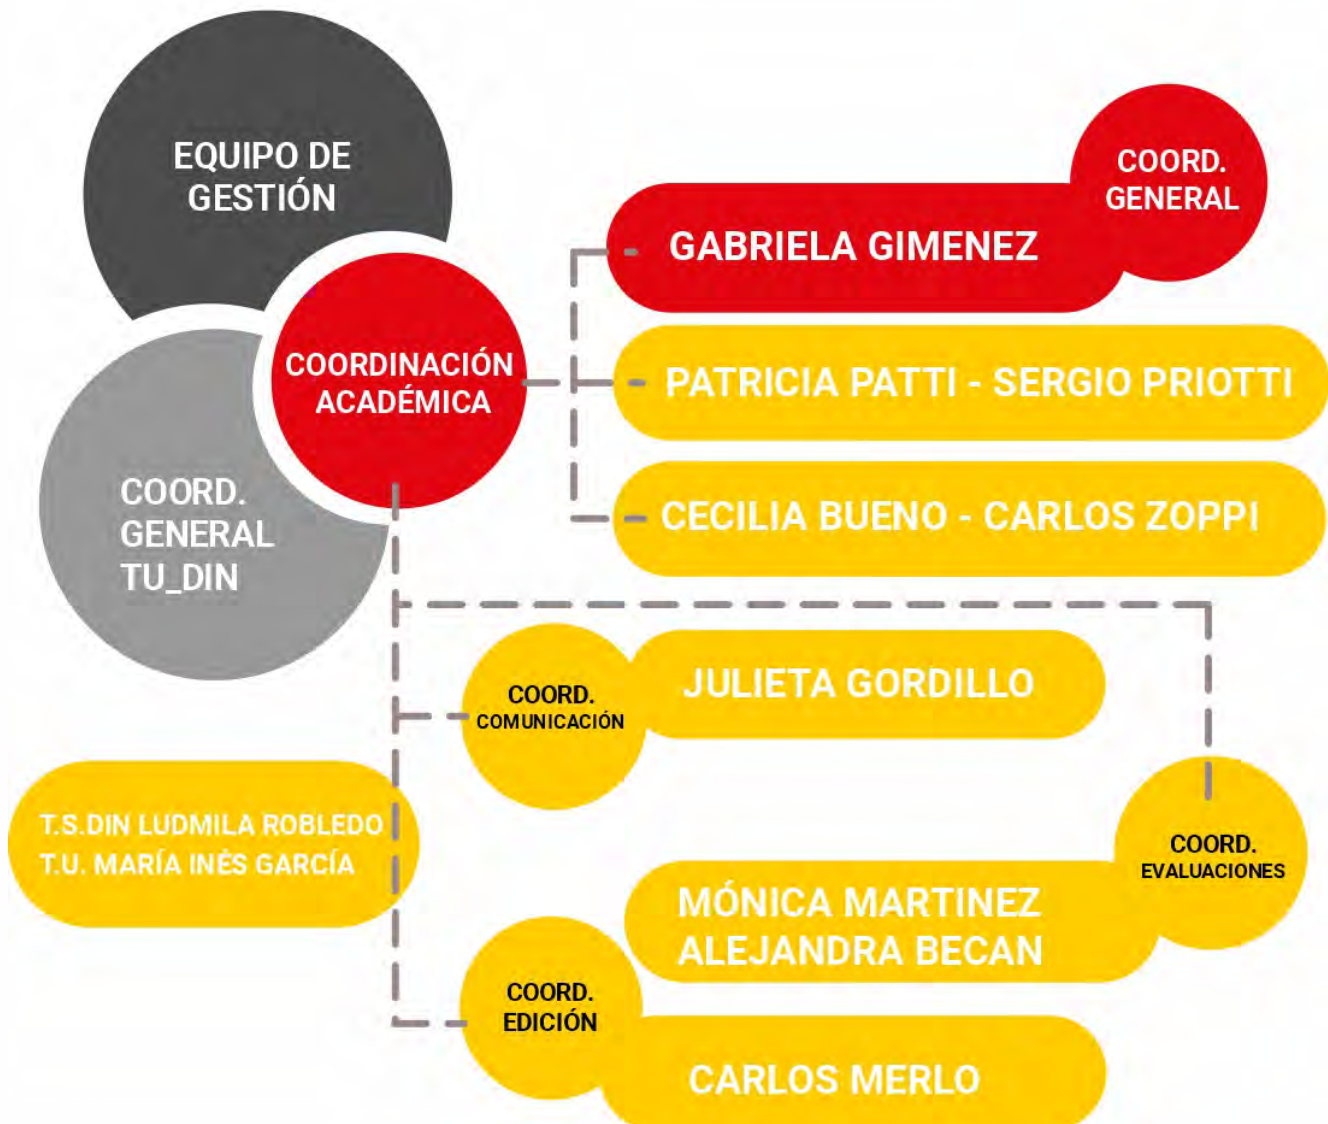 EQUIPO DE
GESTIÓN
COORD.
GENERAL
GABRIELA GIMENEZ
COORDINACIÓN
ACADÉMICA
PATRICIA PATTI - SERGIO PRIOTTI
COORD.
GENERAL
TU_DIN
CECILIA BUENO - CARLOS ZOPPI
COORD.
COMUNICACIÓN
JULIETA GORDILLO
T.S.DIN LUDMILA ROBLEDO
T.U. MARÍA INÉS GARCÍA
COORD.
EVALUACIONES
MÓNICA MARTINEZ
ALEJANDRA BECAN
COORD.
EDICIÓN
CARLOS MERLO